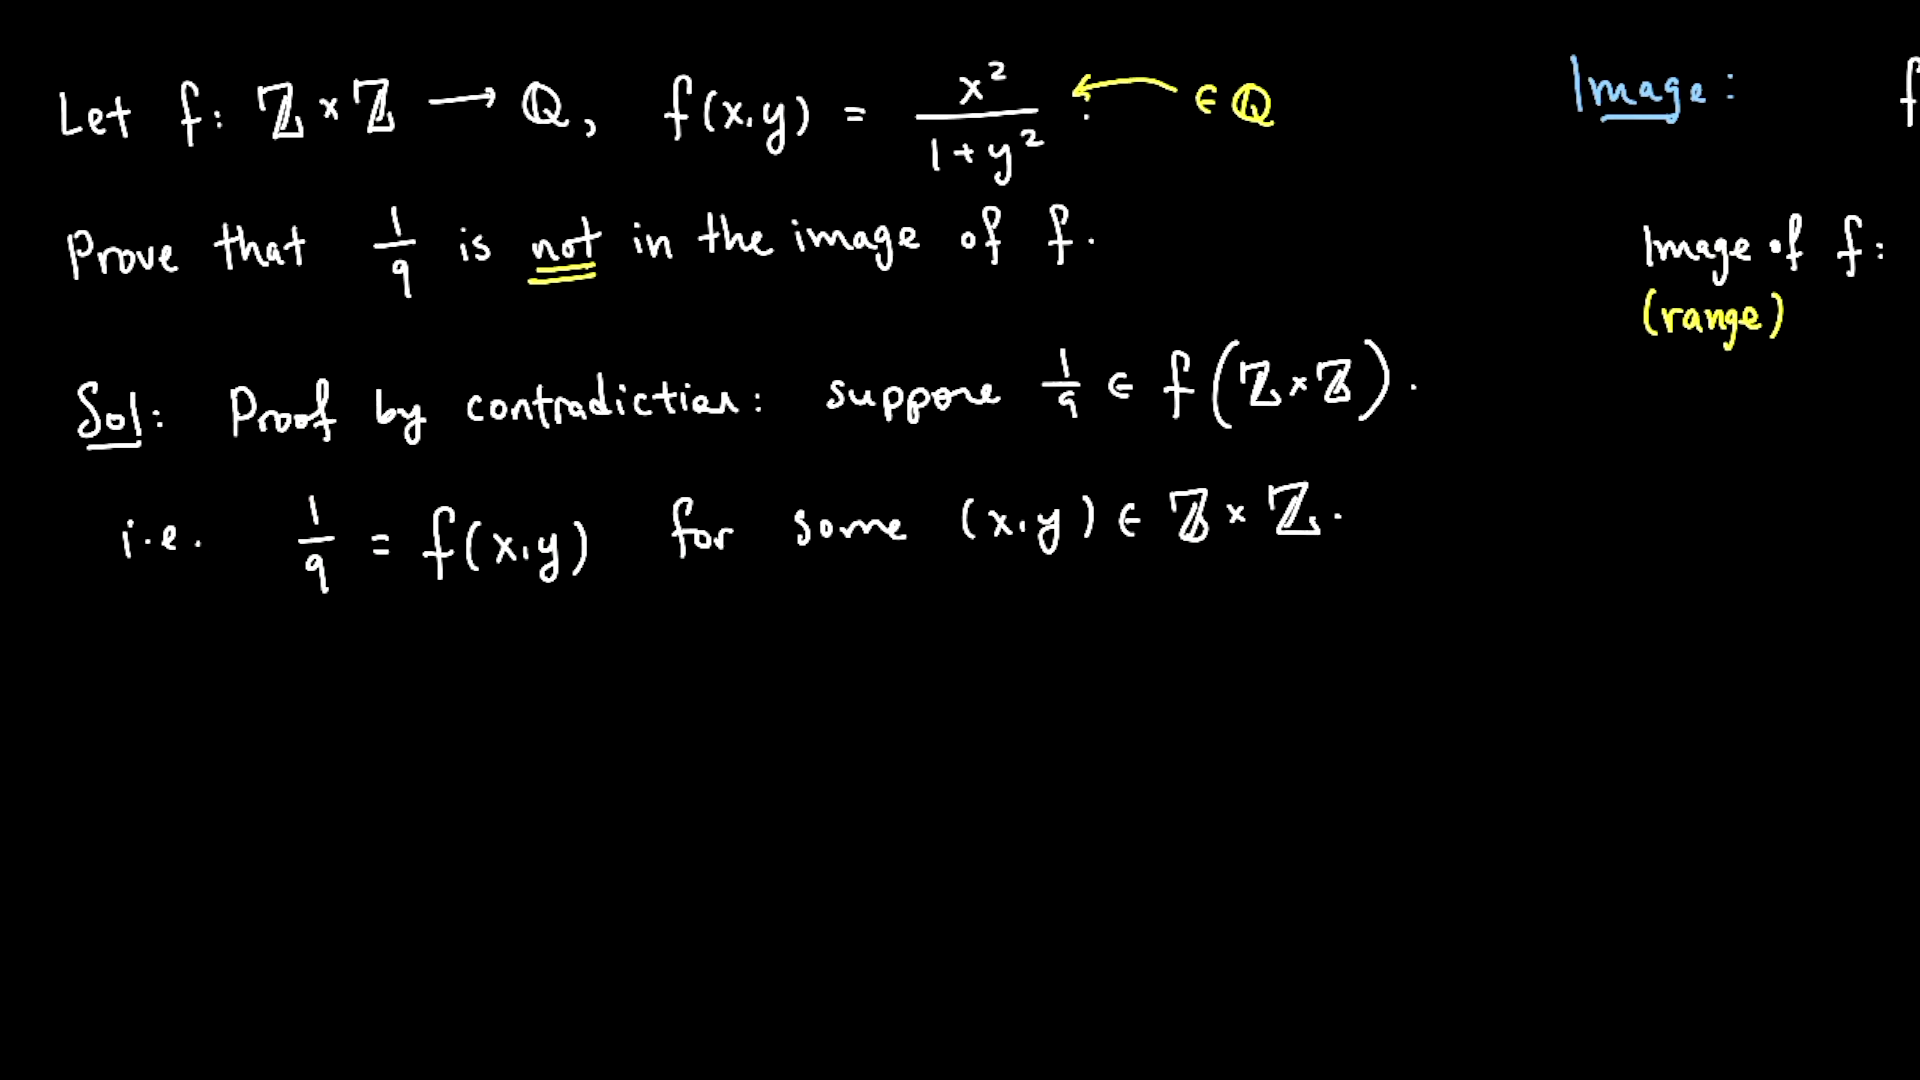 Let f: ℤ × ℤ → ℚ, f(x,y) = x²/(1+y²). ← ∈ ℚ
Prove that 1/9 is not in the image of f.
Sol: Proof by contradiction: suppose 1/9 ∈ f(ℤ×ℤ).
i.e. 1/9 = f(x,y) for some (x,y) ∈ ℤ × ℤ.
Image: f
Image of f:
(range)